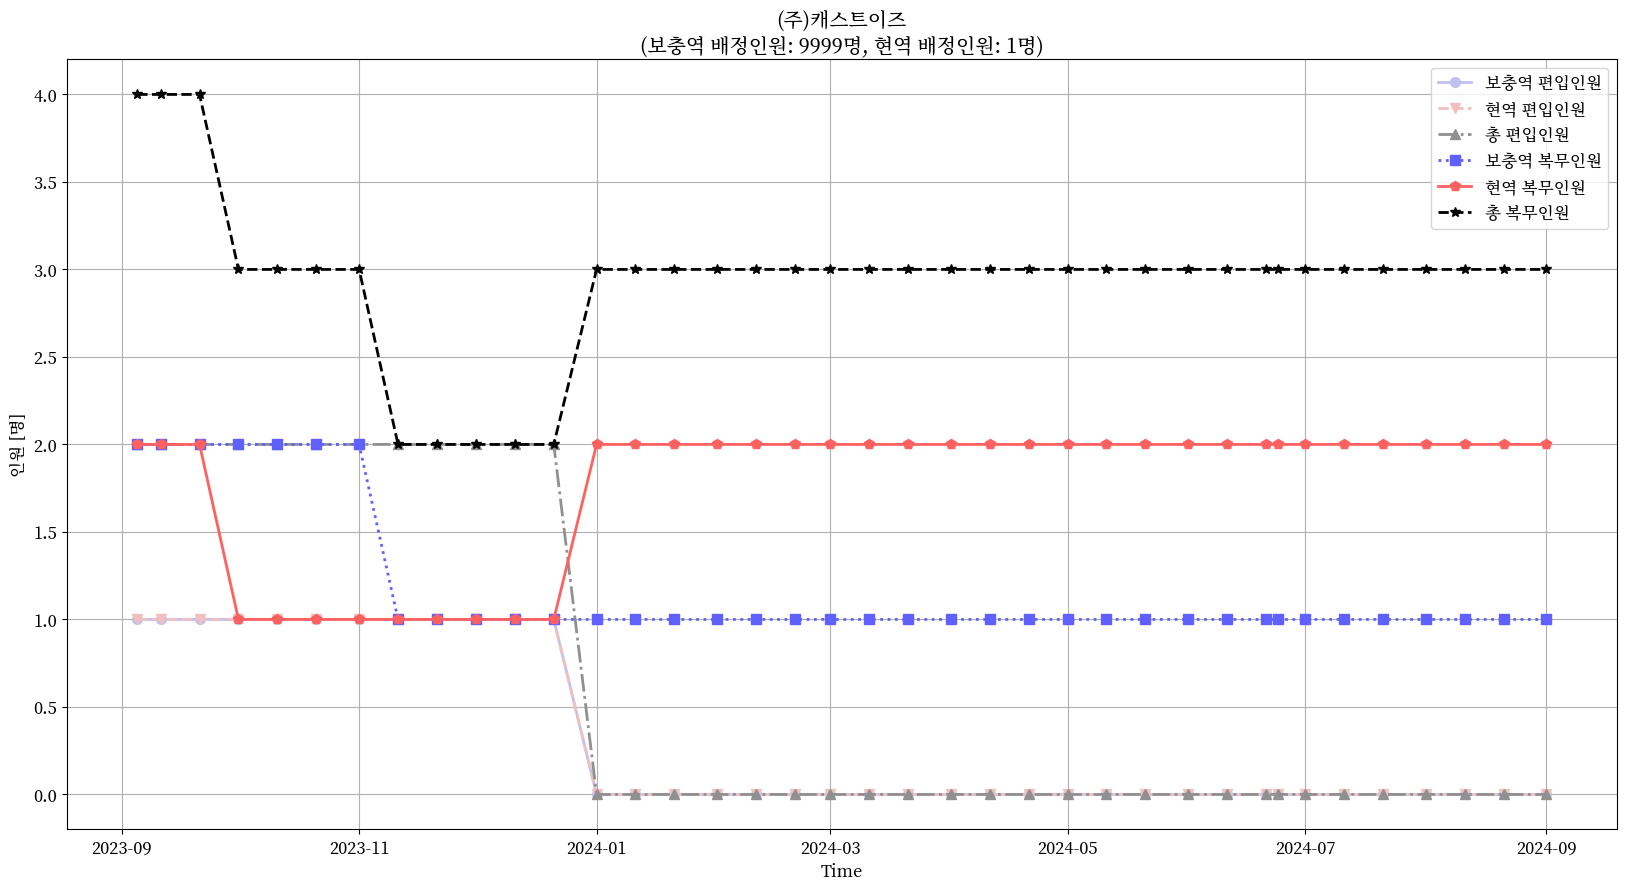 (주)캐스트이즈
(보충역 배정인원: 9999명, 현역 배정인원: 1명)
보충역 편입인원
현역 편입인원
총 편입인원
보충역 복무인원
현역 복무인원
총 복무인원
인원 [명]
4.0
3.5
3.0
2.5
2.0
1.5
1.0
0.5
0.0
2023-09
2023-11
2024-01
2024-03
2024-05
2024-07
2024-09
Time